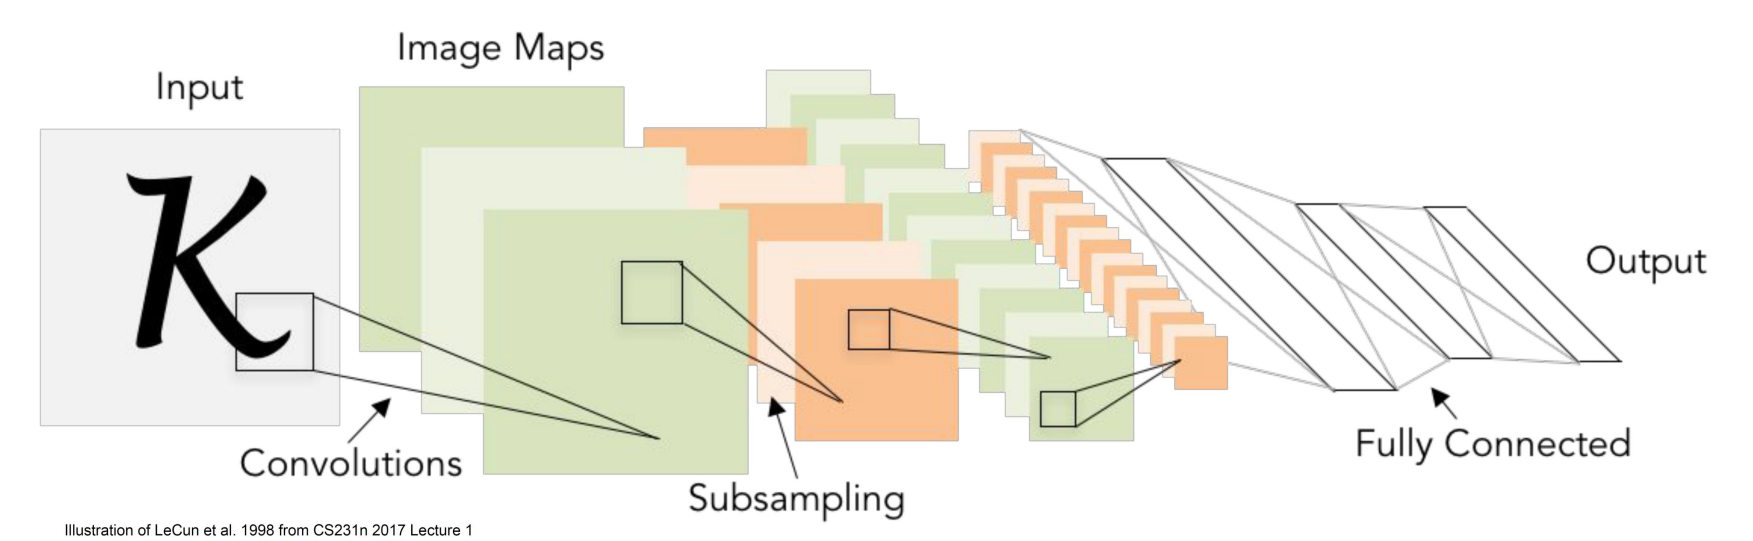 Image Maps
Input
K
Output
Fully Connected
Convolutions
Subsampling
Illustration of LeCun et al. 1998 from CS231n 2017 Lecture 1